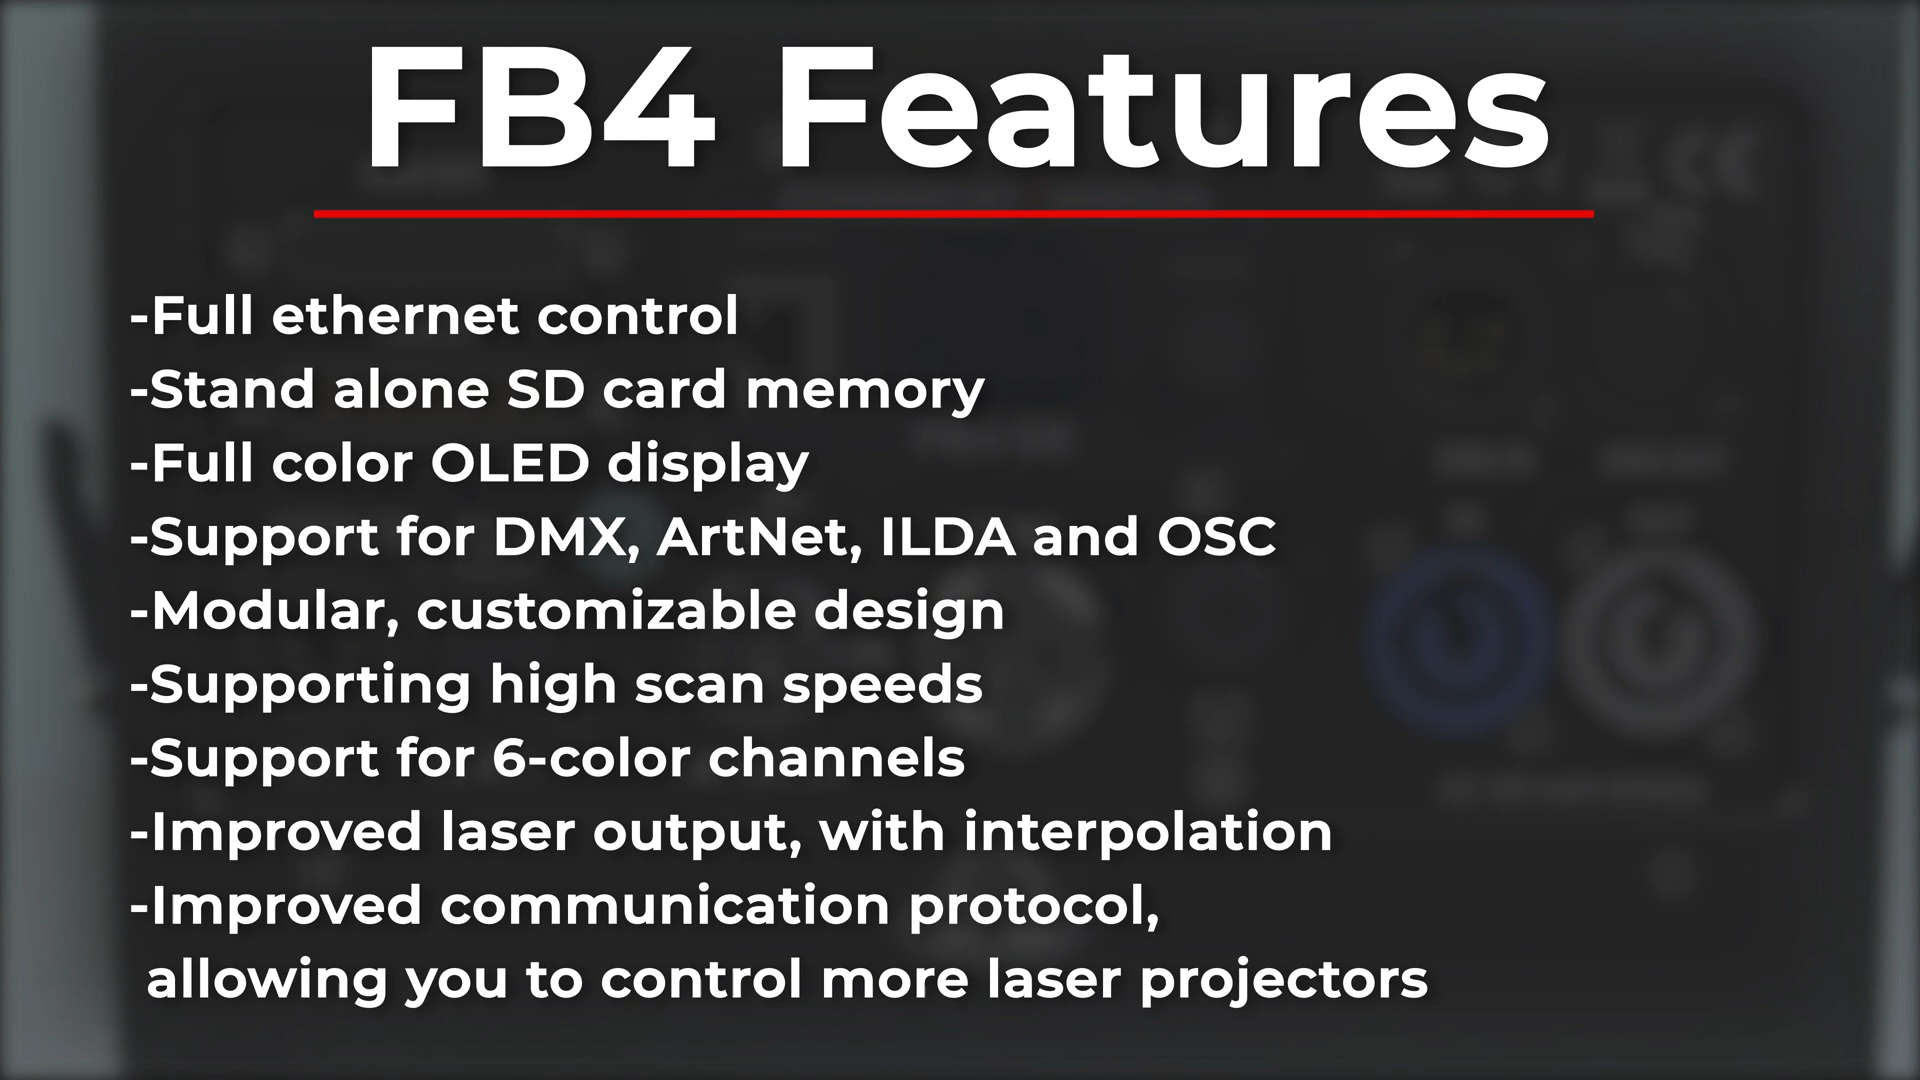 FB4 Features
-Full ethernet control
-Stand alone SD card memory
-Full color OLED display
-Support for DMX, ArtNet, ILDA and OSC
-Modular, customizable design
-Supporting high scan speeds
-Support for 6-color channels
-Improved laser output, with interpolation
-Improved communication protocol,
allowing you to control more laser projectors